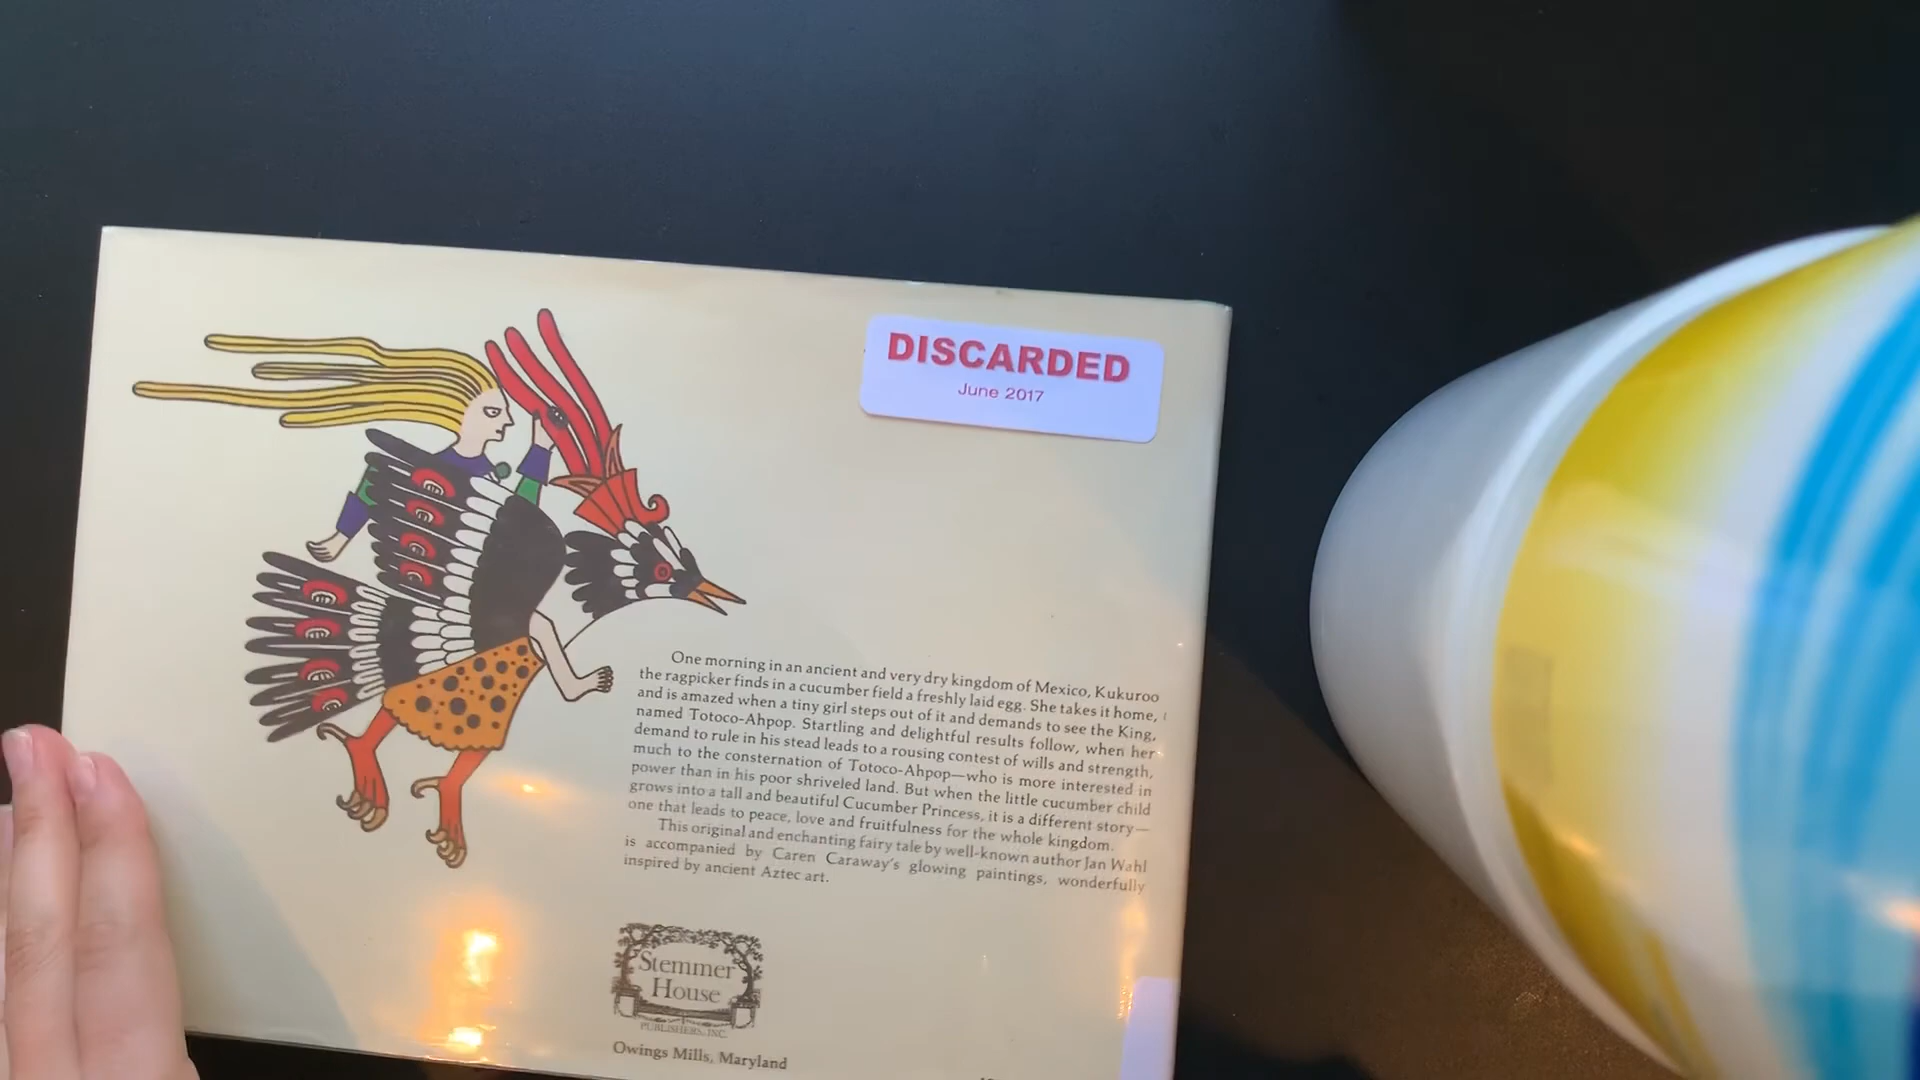 DISCARDED
June 2017
One morning in an ancient and very dry kingdom of Mexico, Kukuroo
the ragpicker finds in a cucumber field a freshly laid egg. She takes it home,
and is amazed when a tiny girl steps out of it and demands to see the King,
named Totoco-Ahpop. Startling and delightful results follow, when her
demand to rule in his stead leads to a rousing contest of wills and strength,
much to the consternation of Totoco-Ahpop—who is more interested in
power than in his poor shriveled land. But when the little cucumber child
grows into a tall and beautiful Cucumber Princess, it is a different story—
one that leads to peace, love and fruitfulness for the whole kingdom.
This original and enchanting fairy tale by well-known author Jan Wahl
is accompanied by Caren Caraway's glowing paintings, wonderfully
inspired by ancient Aztec art.
Stemmer
House
PUBLISHERS, INC.
Owings Mills, Maryland